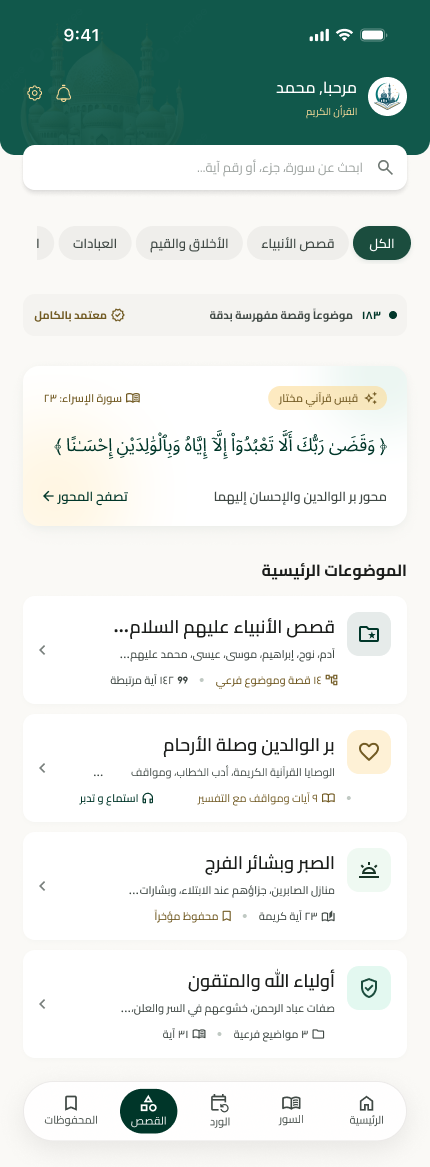 9:41
مرحبا, محمد
القرآن الكريم
ابحث عن سورة، جزء، أو رقم آية...
الكل
قصص الأنبياء
الأخلاق والقيم
العبادات
١٨٣ موضوعاً وقصة مفهرسة بدقة
معتمد بالكامل
قبس قرآني مختار
سورة الإسراء: ٢٣
﴿ وَقَضَىٰ رَبُّكَ أَلَّا تَعْبُدُوٓا۟ إِلَّآ إِيَّاهُ وَبِٱلْوَٰلِدَيْنِ إِحْسَـٰنًا ﴾
محور بر الوالدين والإحسان إليهما
تصفح المحور
الموضوعات الرئيسية
قصص الأنبياء عليهم السلام...
آدم، نوح، إبراهيم، موسى، عيسى، محمد عليهم...
١٤ قصة وموضوع فرعي • ١٤٢ آية مرتبطة
بر الوالدين وصلة الأرحام
الوصايا القرآنية الكريمة، أدب الخطاب، ومواقف ...
٩ آيات ومواقف مع التفسير • استماع و تدبر
الصبر وبشائر الفرج
منازل الصابرين، جزاؤهم عند الابتلاء، وبشارات...
٢٣ آية كريمة • محفوظ مؤخراً
أولياء الله والمتقون
صفات عباد الرحمن، خشوعهم في السر والعلن،...
٣ مواضيع فرعية • ٣١ آية
الرئيسية
السور
الورد
القصص
المحفوظات